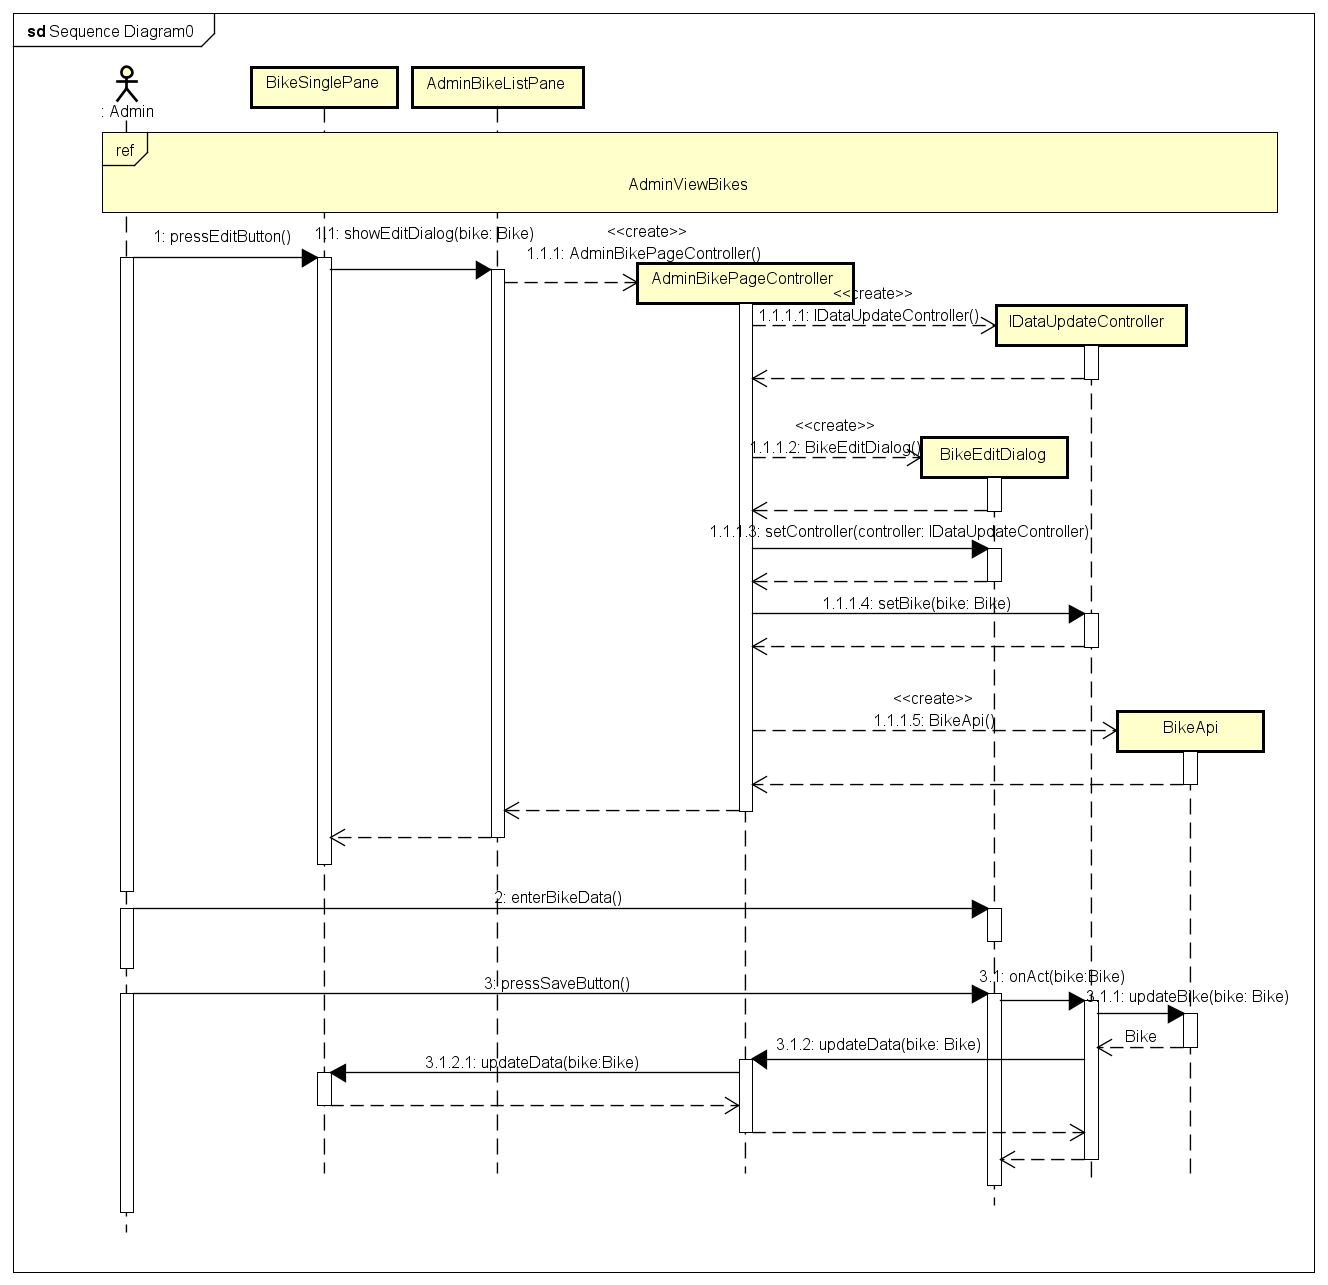 sd Sequence Diagram0
: Admin
BikeSinglePane
AdminBikeListPane
ref
AdminViewBikes
1: pressEditButton()
1.1: showEditDialog(bike: Bike)
<<create>>
1.1.1: AdminBikePageController()
AdminBikePageController
<<create>>
1.1.1.1: IDataUpdateController()
IDataUpdateController
<<create>>
1.1.1.2: BikeEditDialog()
BikeEditDialog
1.1.1.3: setController(controller: IDataUpdateController)
1.1.1.4: setBike(bike: Bike)
<<create>>
1.1.1.5: BikeApi()
BikeApi
2: enterBikeData()
3: pressSaveButton()
3.1: onAct(bike:Bike)
3.1.1: updateBike(bike: Bike)
Bike
3.1.2: updateData(bike: Bike)
3.1.2.1: updateData(bike:Bike)